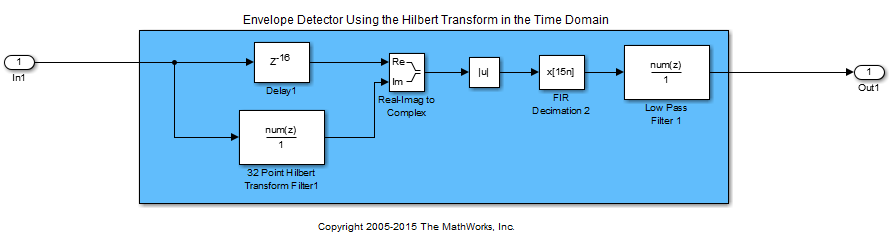 Envelope Detector Using the Hilbert Transform in the Time Domain
1
In1
z-16
Delay1
Re
Im
Real-Imag to
Complex
|u|
x[15n]
FIR
Decimation 2
num(z)
1
Low Pass
Filter 1
1
Out1
num(z)
1
32 Point Hilbert
Transform Filter1
Copyright 2005-2015 The MathWorks, Inc.